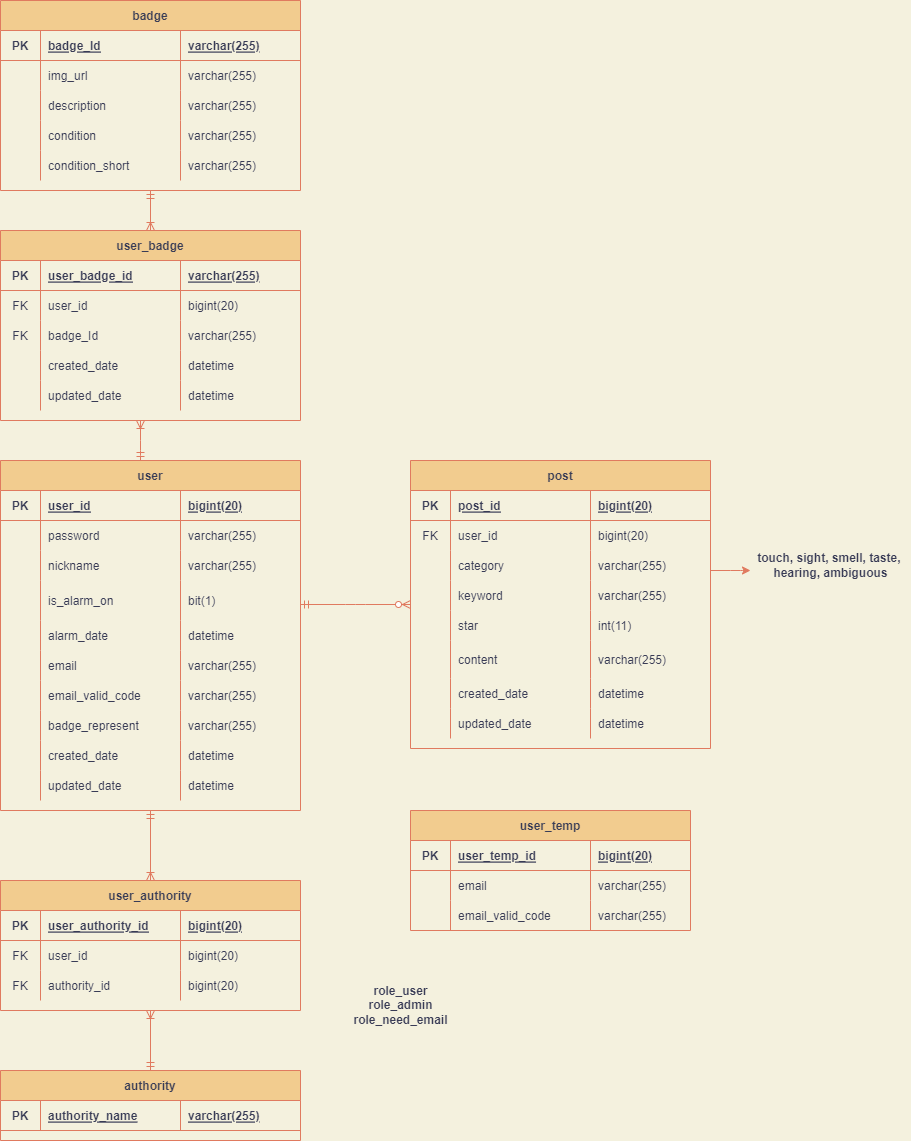 badge
PK badge_Id varchar(255)
img_url varchar(255)
description varchar(255)
condition varchar(255)
condition_short varchar(255)
user_badge
PK user_badge_id varchar(255)
FK user_id bigint(20)
FK badge_Id varchar(255)
created_date datetime
updated_date datetime
user
PK user_id bigint(20)
password varchar(255)
nickname varchar(255)
is_alarm_on bit(1)
alarm_date datetime
email varchar(255)
email_valid_code varchar(255)
badge_represent varchar(255)
created_date datetime
updated_date datetime
post
PK post_id bigint(20)
FK user_id bigint(20)
category varchar(255)
keyword varchar(255)
star int(11)
content varchar(255)
created_date datetime
updated_date datetime
touch, sight, smell, taste,
hearing, ambiguous
user_temp
PK user_temp_id bigint(20)
email varchar(255)
email_valid_code varchar(255)
user_authority
PK user_authority_id bigint(20)
FK user_id bigint(20)
FK authority_id bigint(20)
role_user
role_admin
role_need_email
authority
PK authority_name varchar(255)